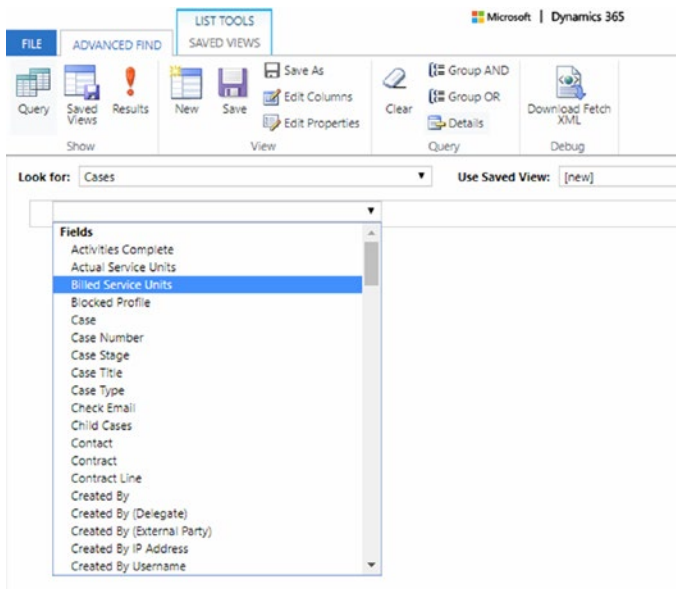 LIST TOOLS
Microsoft | Dynamics 365
FILE ADVANCED FIND SAVED VIEWS
Query Saved Views Results New Save Save As Edit Columns Edit Properties Clear Group AND Group OR Details Download Fetch XML
Show View Query Debug
Look for: Cases Use Saved View: [new]
Fields
Activities Complete
Actual Service Units
Billed Service Units
Blocked Profile
Case
Case Number
Case Stage
Case Title
Case Type
Check Email
Child Cases
Contact
Contract
Contract Line
Created By
Created By (Delegate)
Created By (External Party)
Created By IP Address
Created By Username